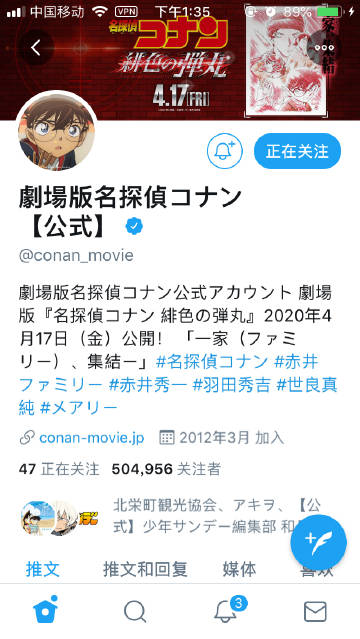 中国移动 VPN 下午1:35 89%
名探偵コナン
緋色の弾丸
4.17[FRI]
正在关注
劇場版名探偵コナン
【公式】
@conan_movie
劇場版名探偵コナン公式アカウント 劇場
版『名探偵コナン 緋色の弾丸』2020年4
月17日（金）公開！ 「一家（ファミ
リー）、集結ー」#名探偵コナン #赤井
ファミリー #赤井秀一 #羽田秀吉 #世良真
純 #メアリー
conan-movie.jp 2012年3月 加入
47 正在关注 504,956 关注者
北栄町観光協会、アキヲ、【公
式】少年サンデー編集部 和
推文 推文和回复 媒体 喜欢
3